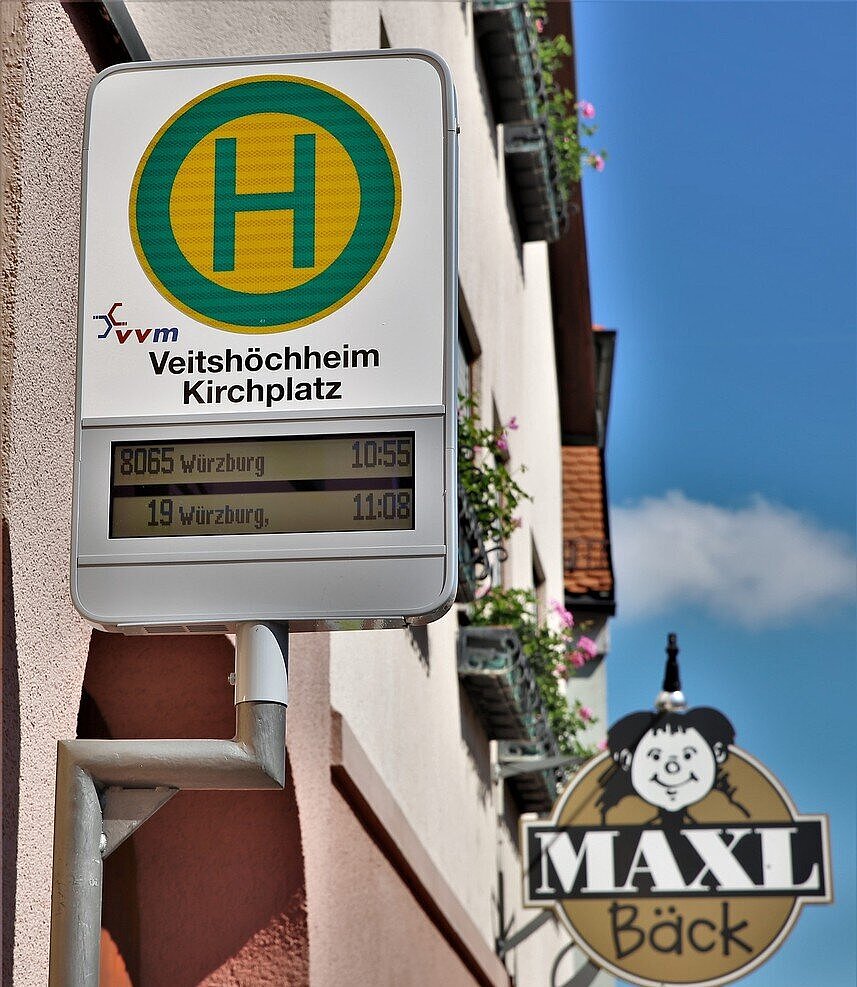 H
vvm
Veitshöchheim
Kirchplatz
8065 Würzburg 10:55
19 Würzburg, 11:08
MAXL
Bäck